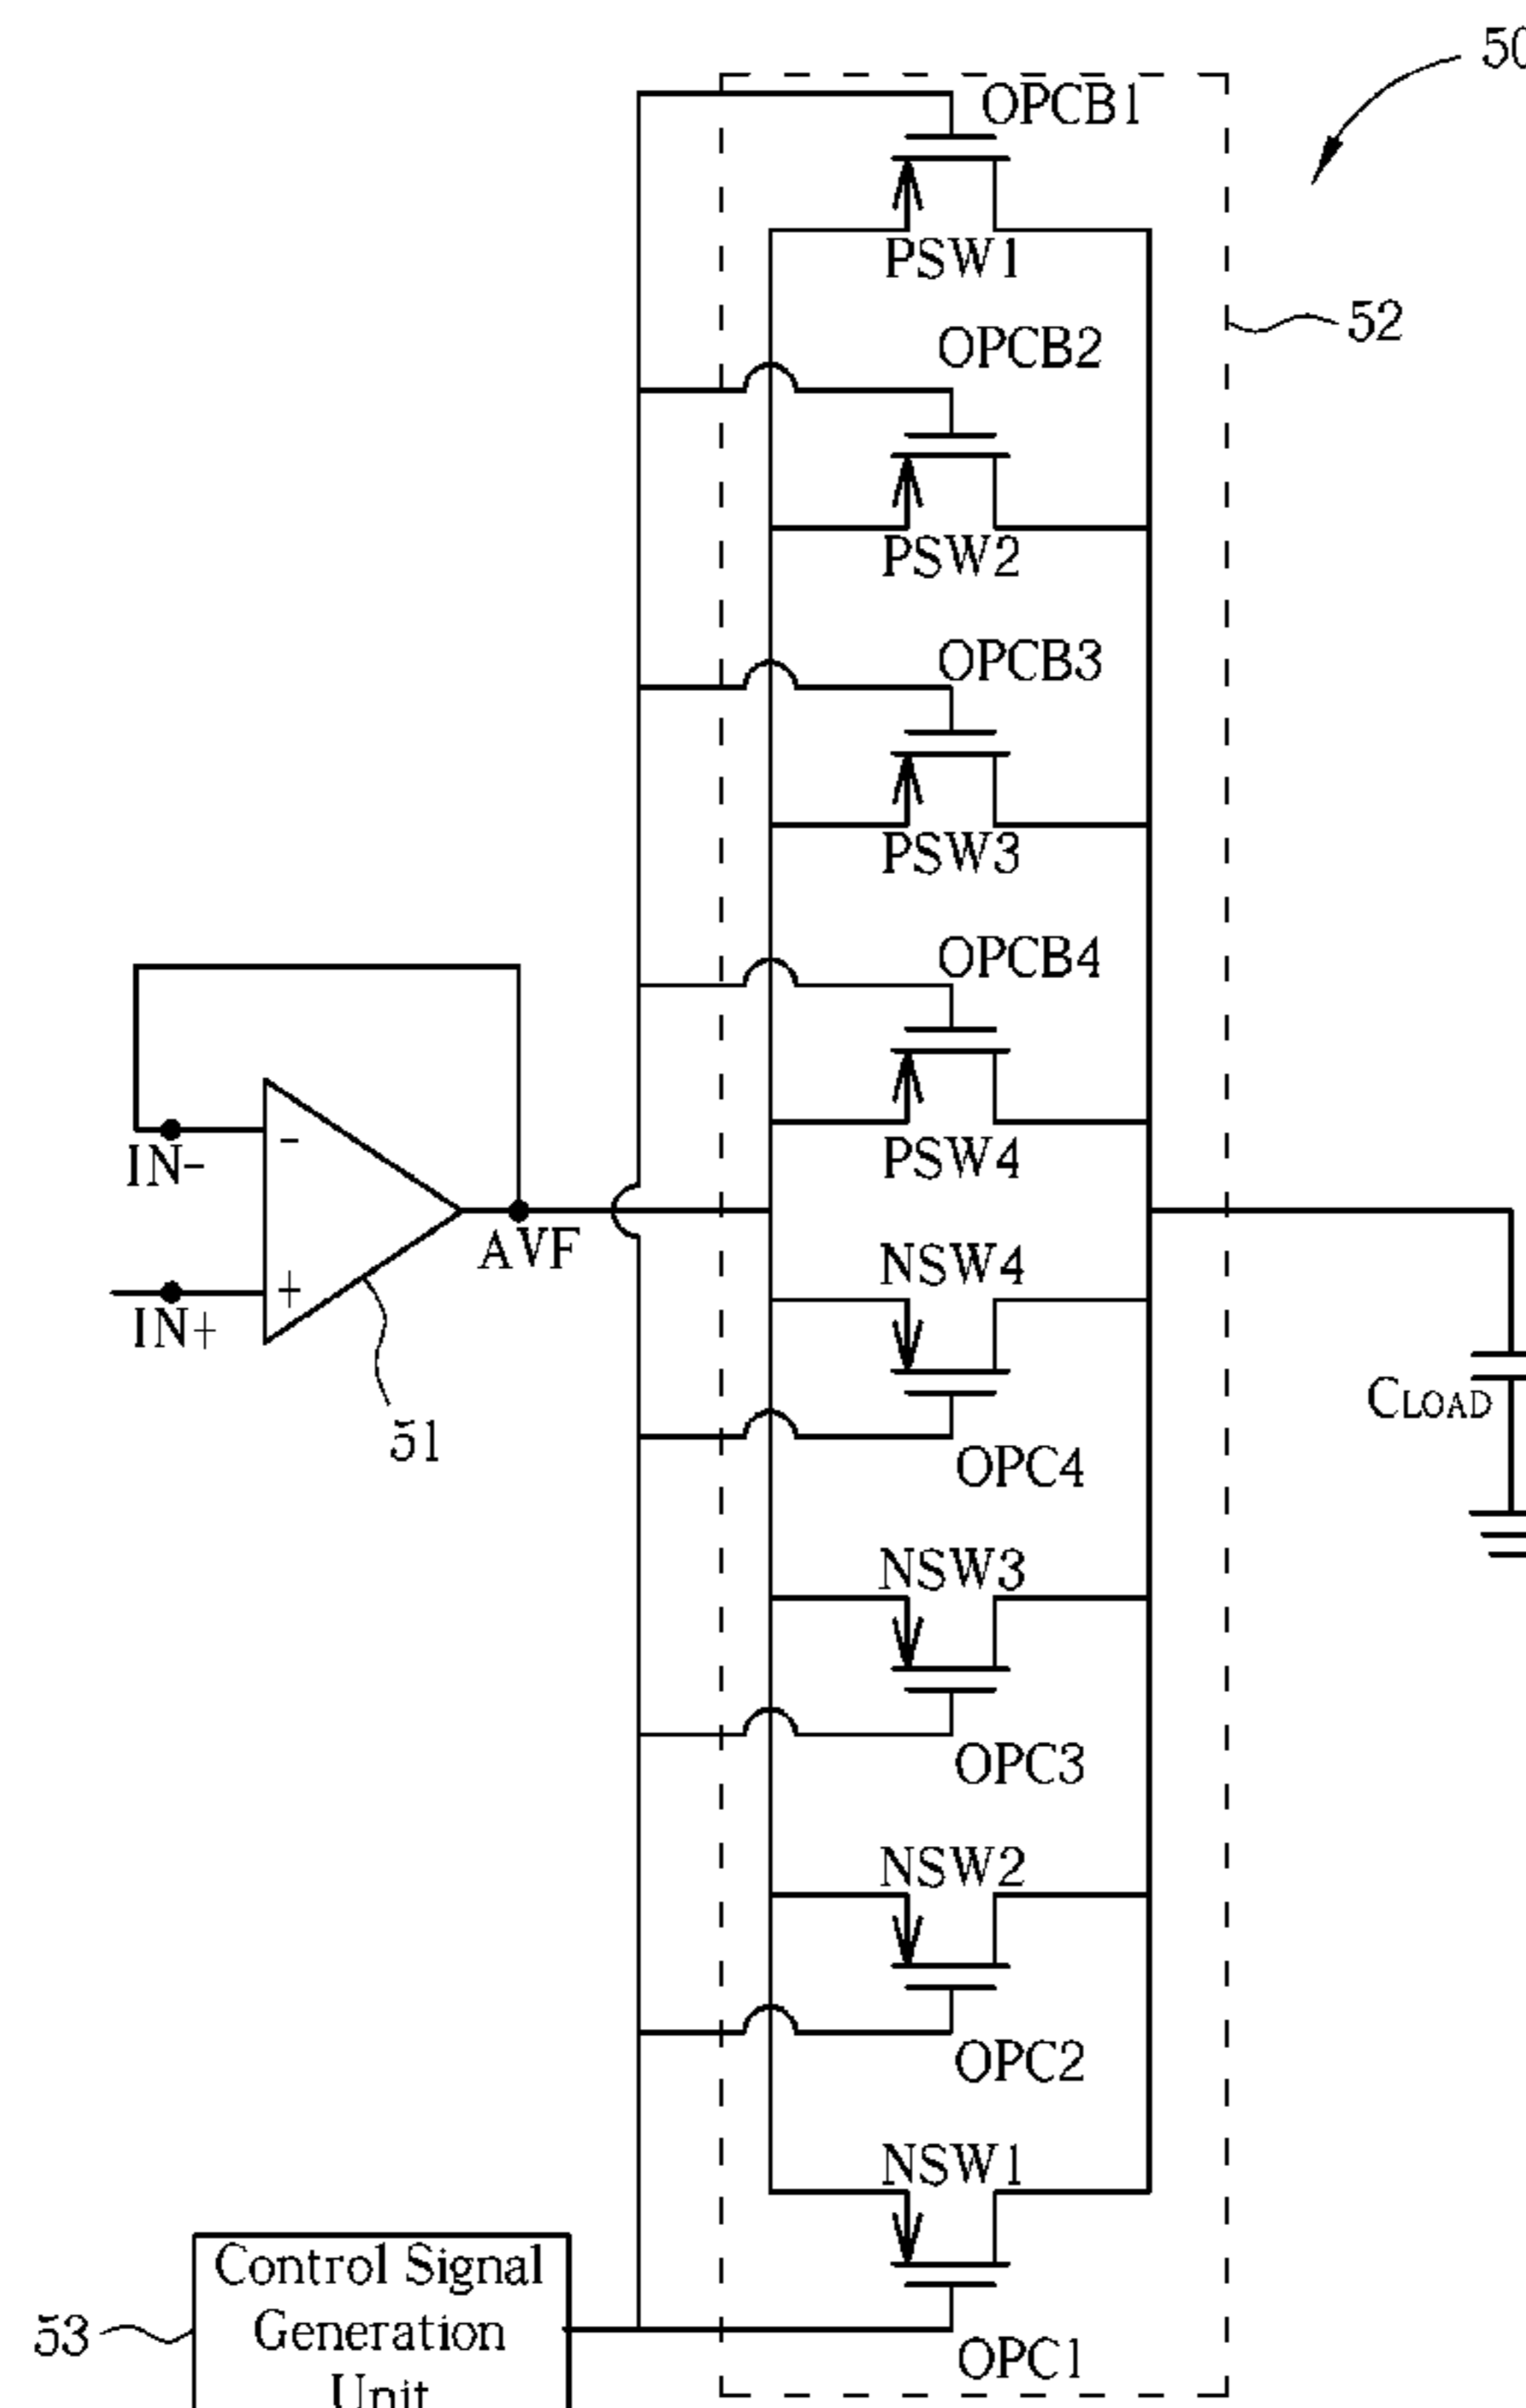 50
OPCB1
PSW1
52
OPCB2
PSW2
OPCB3
PSW3
OPCB4
PSW4
-
IN-
AVF
+
IN+
51
NSW4
OPC4
CLOAD
NSW3
OPC3
NSW2
OPC2
NSW1
OPC1
53
Control Signal
Generation
Unit